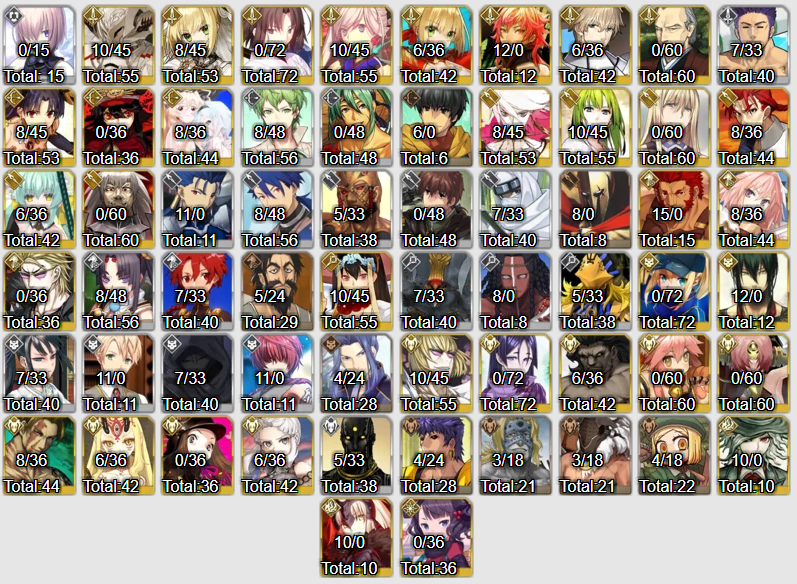 0/15 10/45 8/45 0/72 10/45 6/36 12/0 6/36 0/60 7/33
Total: 15 Total:55 Total:53 Total:72 Total:55 Total:42 Total:12 Total:42 Total:60 Total:40
8/45 0/36 8/36 8/48 0/48 6/0 8/45 10/45 0/60 8/36
Total:53 Total:36 Total:44 Total:56 Total:48 Total:6 Total:53 Total:55 Total:60 Total:44
6/36 0/60 11/0 8/48 5/33 0/48 7/33 8/0 15/0 8/36
Total:42 Total:60 Total:11 Total:56 Total:38 Total:48 Total:40 Total:8 Total:15 Total:44
0/36 8/48 7/33 5/24 10/45 7/33 8/0 5/33 0/72 12/0
Total:36 Total:56 Total:40 Total:29 Total:55 Total:40 Total:8 Total:38 Total:72 Total:12
7/33 11/0 7/33 11/0 4/24 10/45 0/72 6/36 0/60 0/60
Total:40 Total:11 Total:40 Total:11 Total:28 Total:55 Total:72 Total:42 Total:60 Total:60
8/36 6/36 0/36 6/36 5/33 4/24 3/18 3/18 4/18 10/0
Total:44 Total:42 Total:36 Total:42 Total:38 Total:28 Total:21 Total:21 Total:22 Total:10
10/0 0/36
Total:10 Total:36